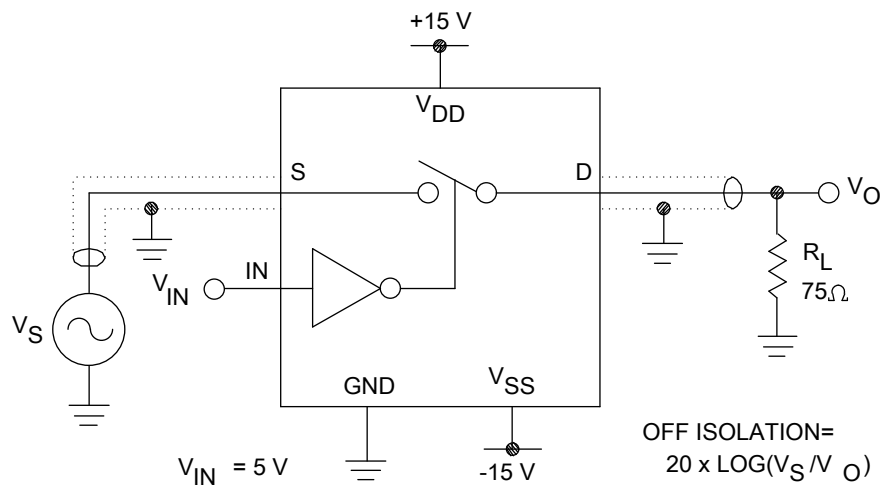 +15 V
VDD
S
D
VO
IN
VIN
RL
75Ω
VS
GND
VSS
VIN = 5 V
-15 V
OFF ISOLATION=
20 x LOG(VS/VO)